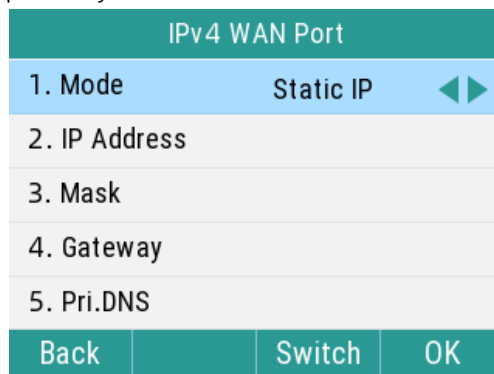 IPv4 WAN Port
1. Mode Static IP
2. IP Address
3. Mask
4. Gateway
5. Pri.DNS
Back Switch OK